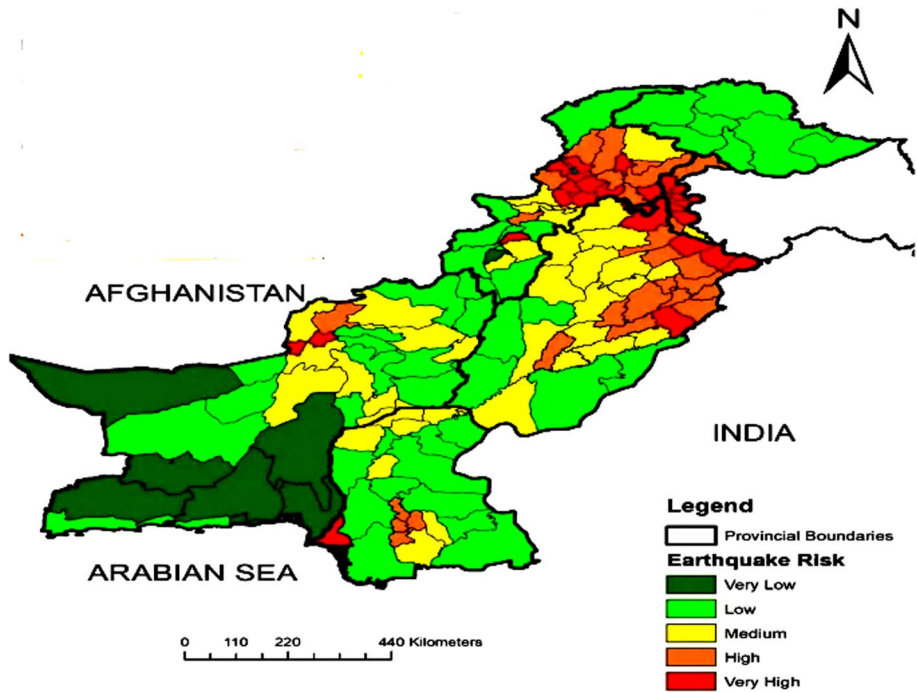 N
AFGHANISTAN
INDIA
ARABIAN SEA
0 110 220 440 Kilometers
Legend
Provincial Boundaries
Earthquake Risk
Very Low
Low
Medium
High
Very High